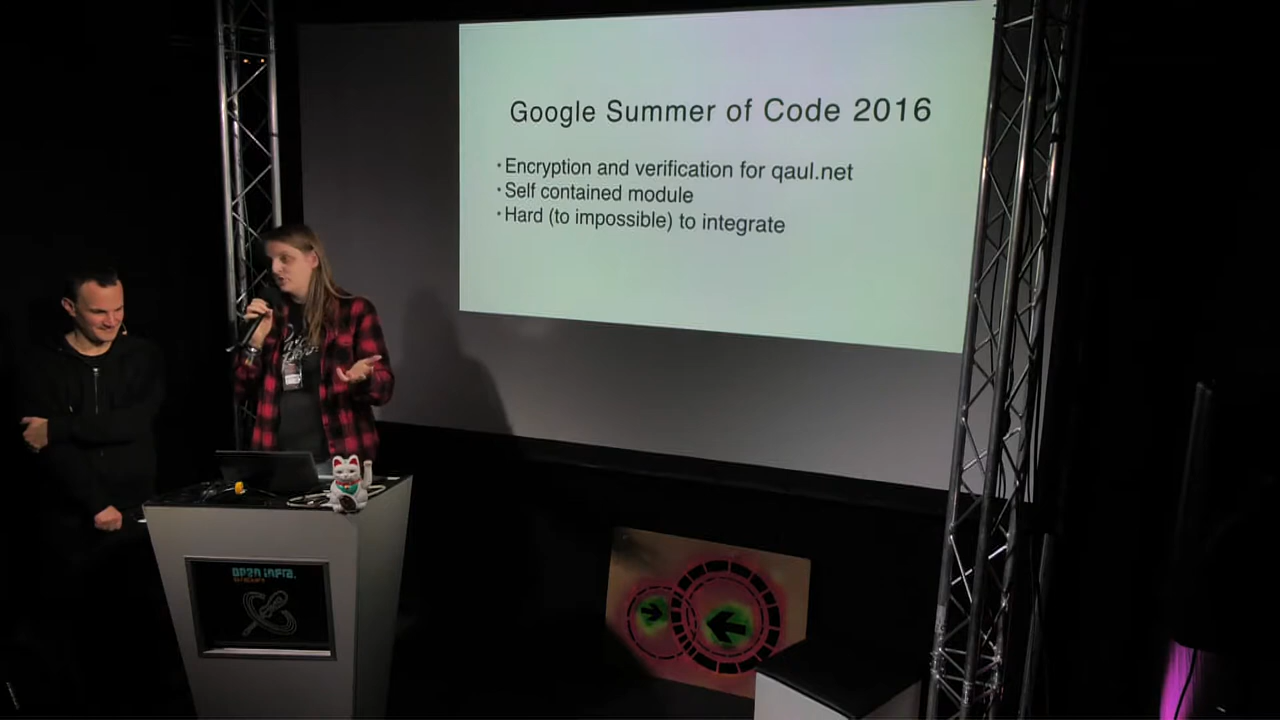 Google Summer of Code 2016
• Encryption and verification for qaul.net
• Self contained module
• Hard (to impossible) to integrate
open infra.